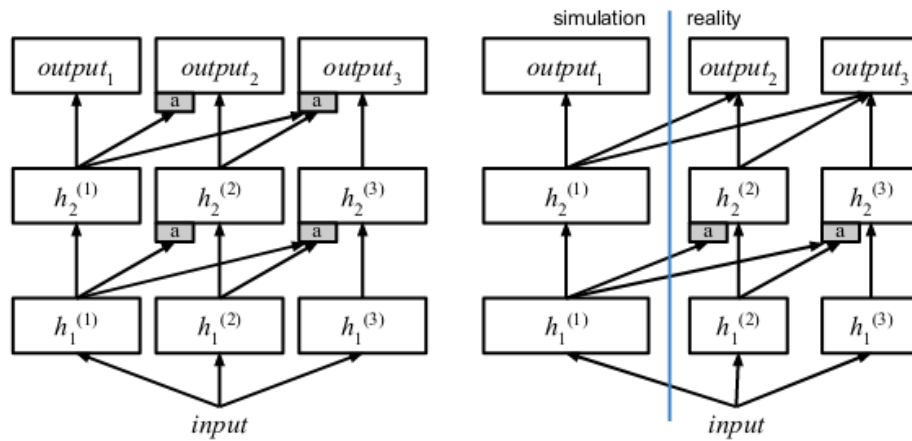 simulation reality
output₁ output₂ output₃ output₁ output₂ output₃
a a
h₂⁽¹⁾ h₂⁽²⁾ h₂⁽³⁾ h₂⁽¹⁾ h₂⁽²⁾ h₂⁽³⁾
a a a a
h₁⁽¹⁾ h₁⁽²⁾ h₁⁽³⁾ h₁⁽¹⁾ h₁⁽²⁾ h₁⁽³⁾
input input